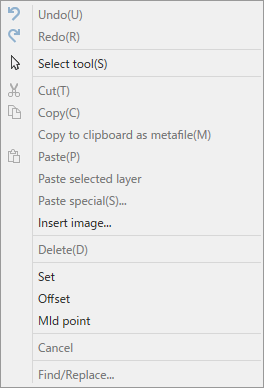 Undo(U)
Redo(R)
Select tool(S)
Cut(T)
Copy(C)
Copy to clipboard as metafile(M)
Paste(P)
Paste selected layer
Paste special(S)...
Insert image...
Delete(D)
Set
Offset
MId point
Cancel
Find/Replace...